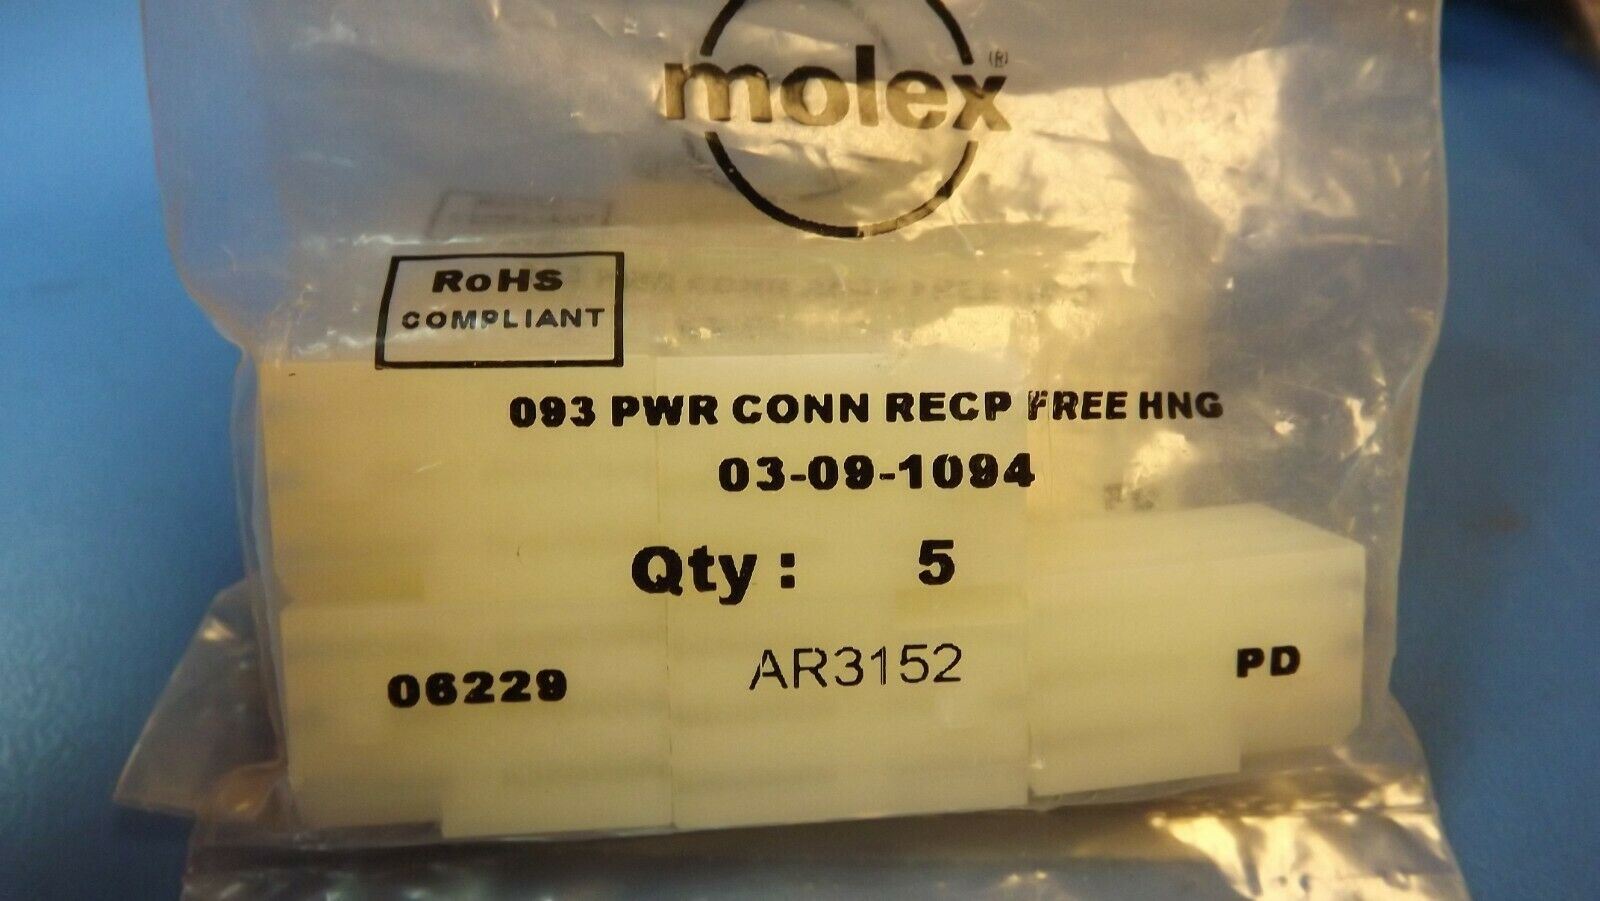 molex®
RoHS
COMPLIANT
093 PWR CONN RECP FREE HNG
03-09-1094
Qty : 5
06229 AR3152 PD